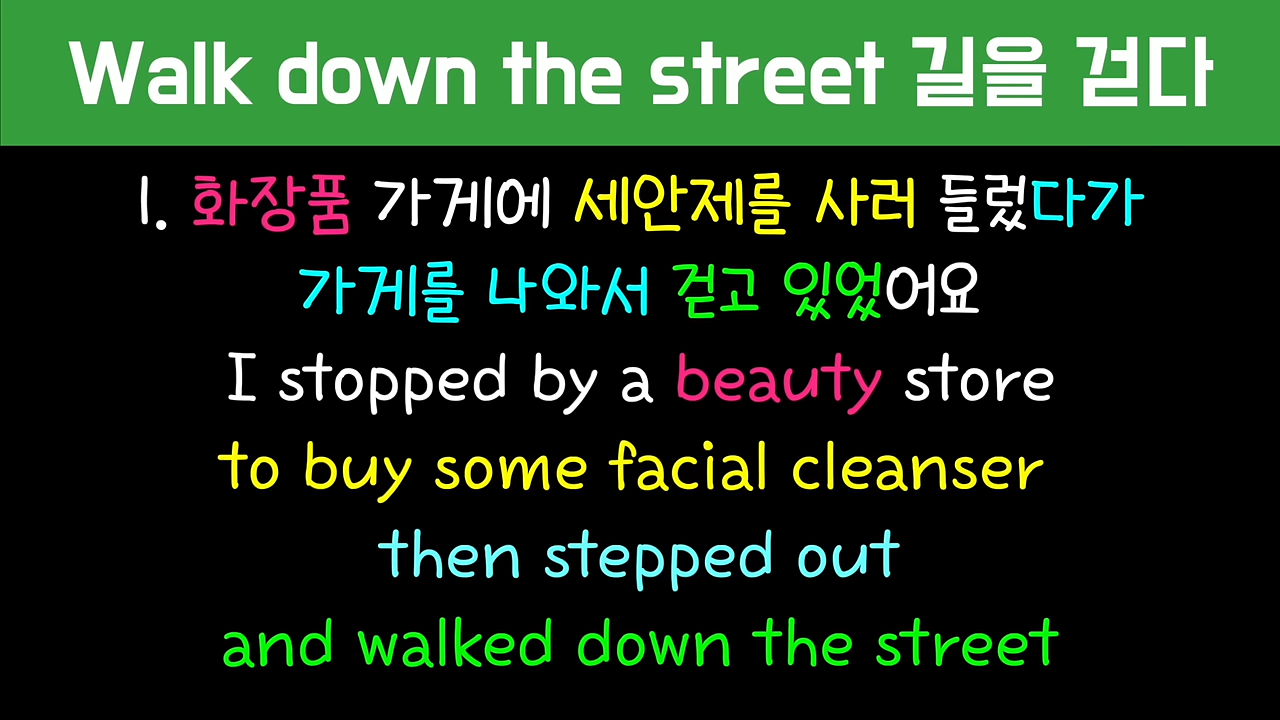 Walk down the street 길을 걷다
1. 화장품 가게에 세안제를 사러 들렀다가
가게를 나와서 걷고 있었어요
I stopped by a beauty store
to buy some facial cleanser
then stepped out
and walked down the street